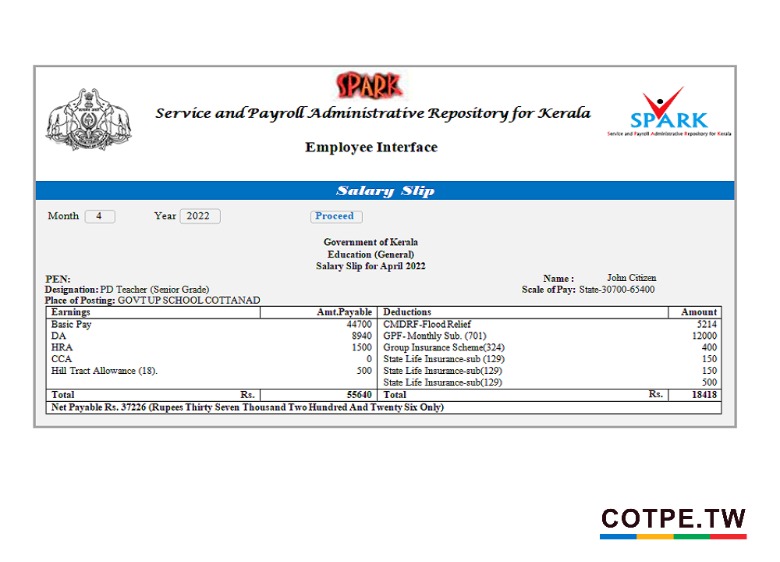 SPARK
Service and Payroll Administrative Repository for Kerala
SPARK
Service and Payroll Administrative Repository for Kerala
Employee Interface
Salary Slip
Month 4 Year 2022 Proceed
Government of Kerala
Education (General)
Salary Slip for April 2022
PEN: Name : John Citizen
Designation: PD Teacher (Senior Grade) Scale of Pay: State-30700-65400
Place of Posting: GOVT UP SCHOOL COTTANAD
Earnings Amt.Payable Deductions Amount
Basic Pay 44700 CMDRF-Flood Relief 5214
DA 8940 GPF- Monthly Sub. (701) 12000
HRA 1500 Group Insurance Scheme(324) 400
CCA 0 State Life Insurance-sub (129) 150
Hill Tract Allowance (18). 500 State Life Insurance-sub(129) 150
State Life Insurance-sub(129) 500
Total Rs. 55640 Total Rs. 18418
Net Payable Rs. 37226 (Rupees Thirty Seven Thousand Two Hundred And Twenty Six Only)
COTPE.TW